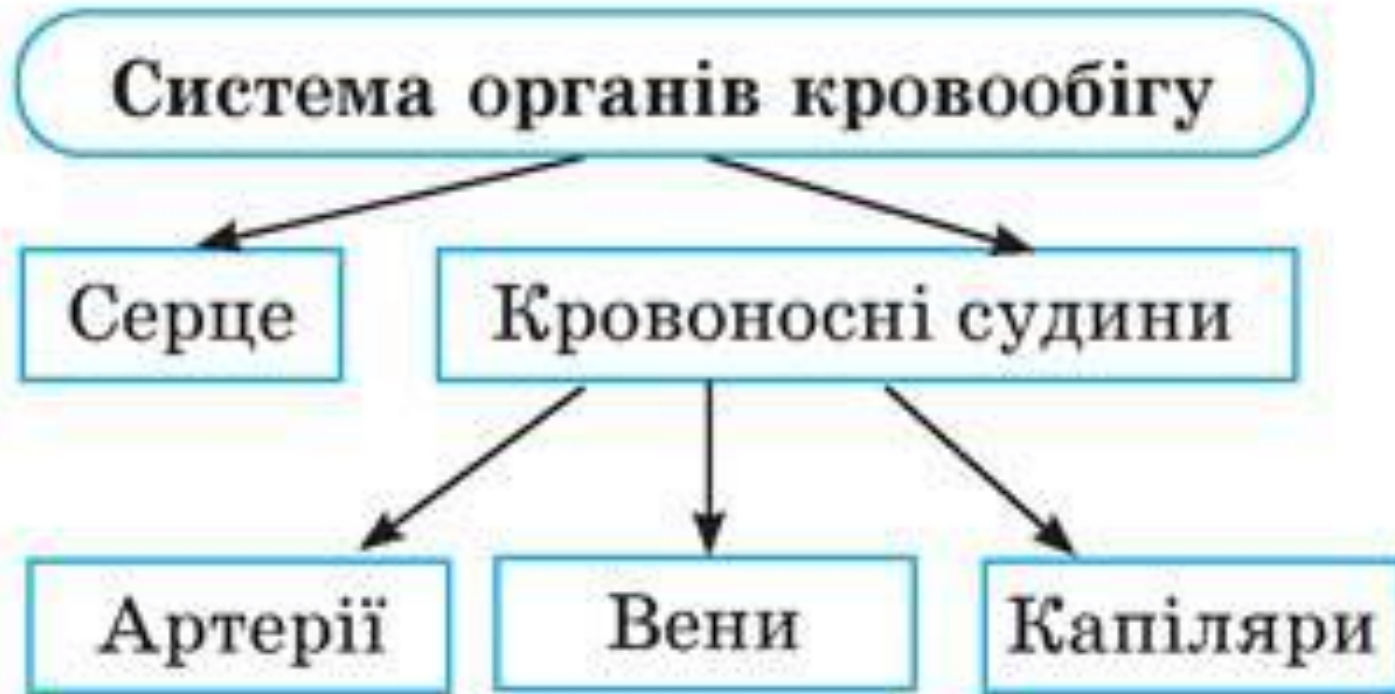 Система органів кровообігу
Серце
Кровоносні судини
Артерії
Вени
Капіляри